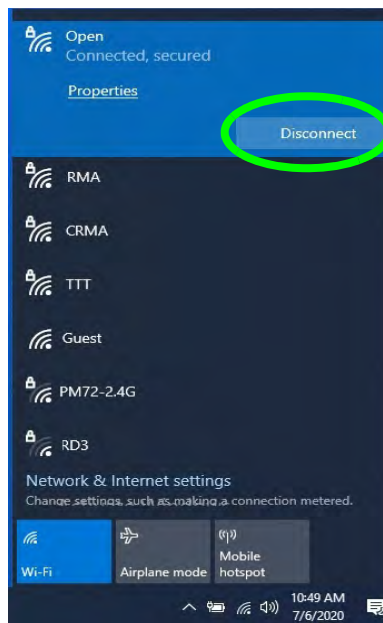 Open
Connected, secured
Properties
Disconnect
RMA
CRMA
TTT
Guest
PM72-2.4G
RD3
Network & Internet settings
Change settings, such as making a connection metered.
Wi-Fi
Airplane mode
Mobile
hotspot
10:49 AM
7/6/2020